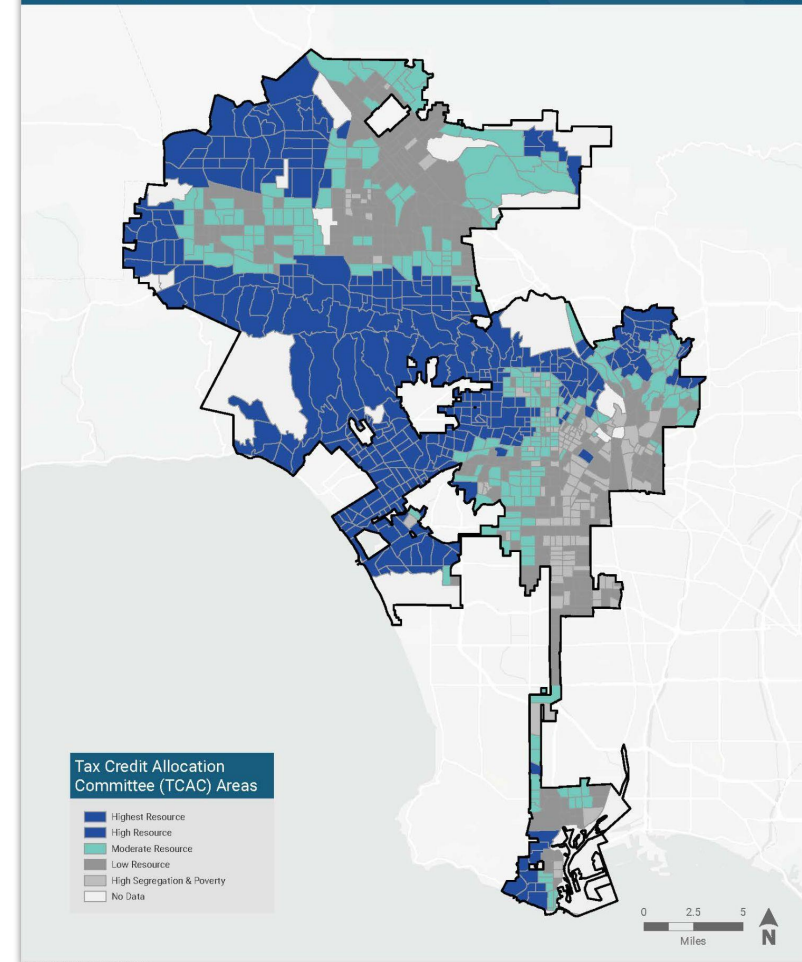 Tax Credit Allocation
Committee (TCAC) Areas
Highest Resource
High Resource
Moderate Resource
Low Resource
High Segregation & Poverty
No Data
0 2.5 5
Miles
N